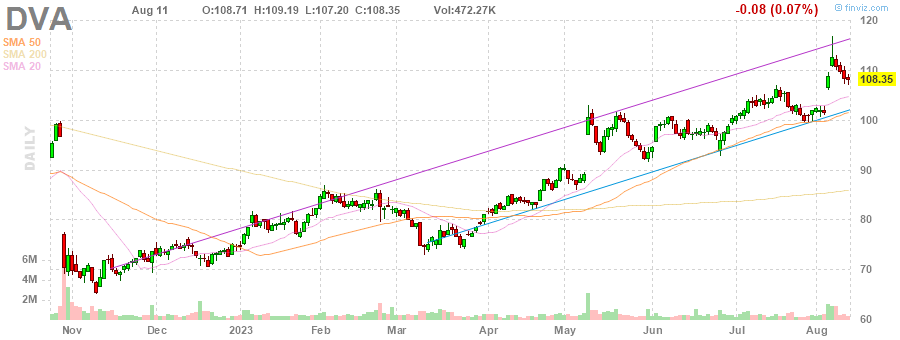 DVA
Aug 11 O:108.71 H:109.19 L:107.20 C:108.35 Vol:472.27K
-0.08 (0.07%)
© finviz.com
SMA 50
SMA 200
SMA 20
DAILY
120
110
108.35
100
90
80
70
60
6M
4M
2M
Nov Dec 2023 Feb Mar Apr May Jun Jul Aug